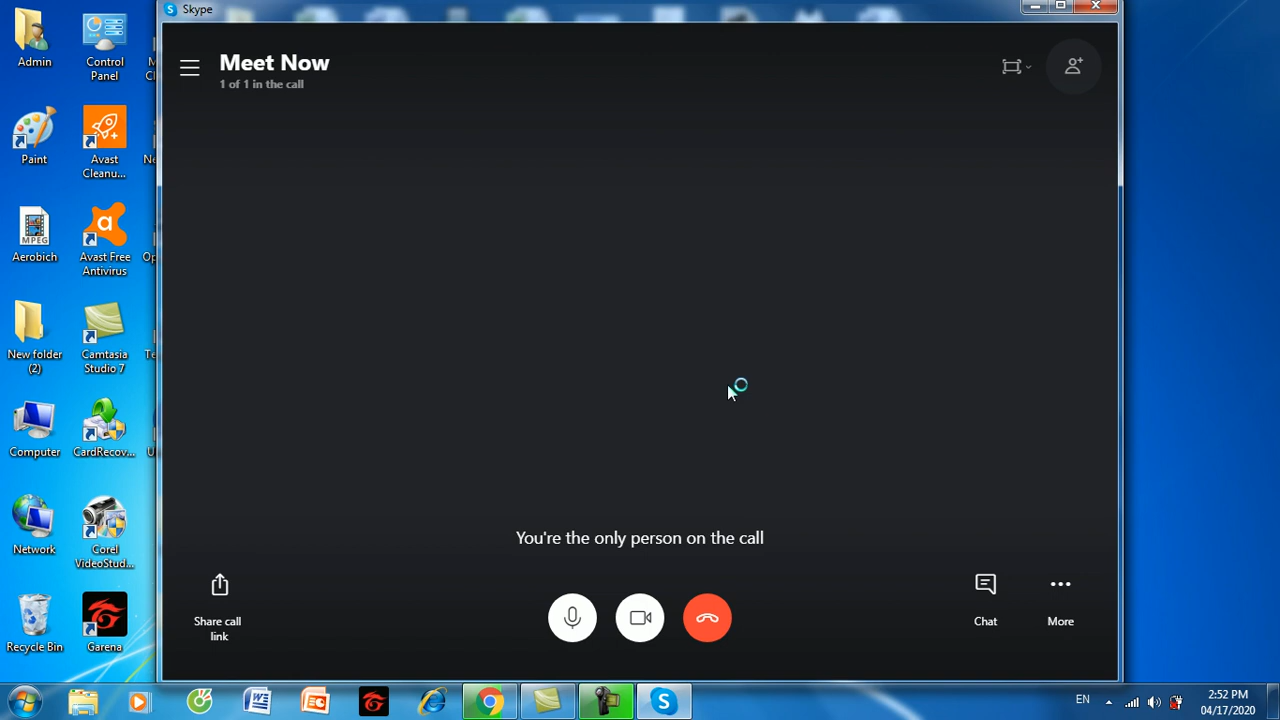 Skype
Meet Now
1 of 1 in the call
Admin
Control
Panel
Paint
Avast
Cleanu...
Aerobich
Avast Free
Antivirus
MPEG
New folder
(2)
Camtasia
Studio 7
Computer
CardRecov...
Network
Corel
VideoStud...
Recycle Bin
Garena
You're the only person on the call
Share call
link
Chat
More
EN
2:52 PM
04/17/2020